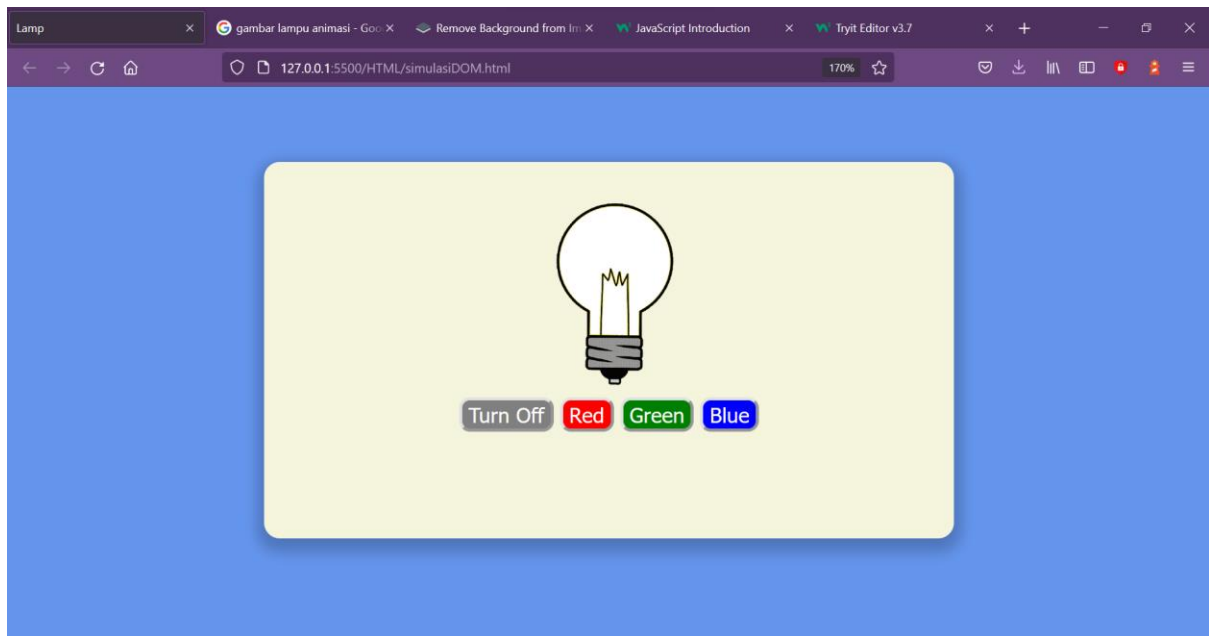 Lamp
gambar lampu animasi - Goo
Remove Background from Im
JavaScript Introduction
Tryit Editor v3.7
127.0.0.1:5500/HTML/simulasiDOM.html
170%
Turn Off Red Green Blue